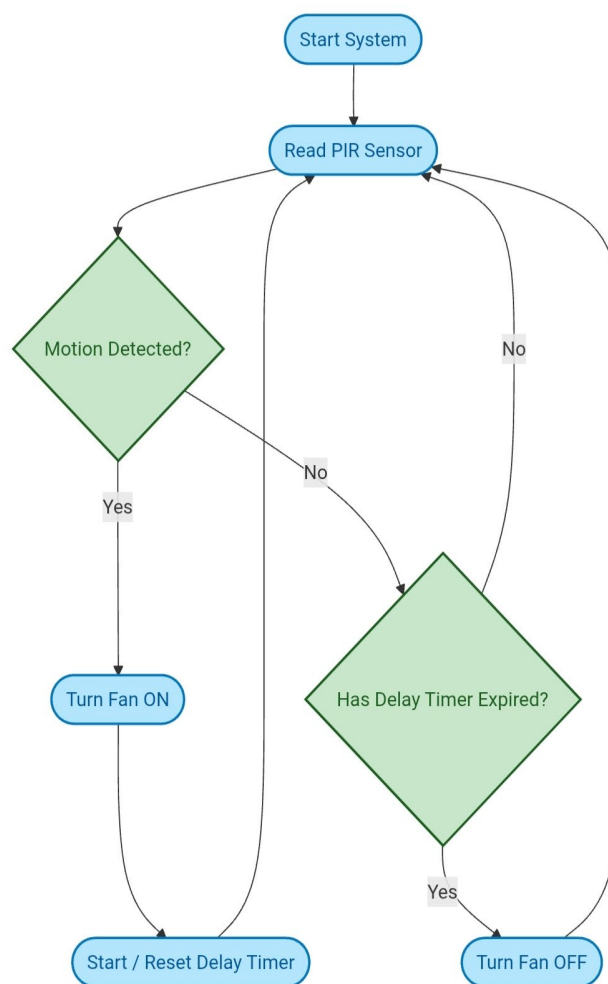 Start System
Read PIR Sensor
Motion Detected?
No
No
Yes
Turn Fan ON
Has Delay Timer Expired?
Yes
Start / Reset Delay Timer
Turn Fan OFF